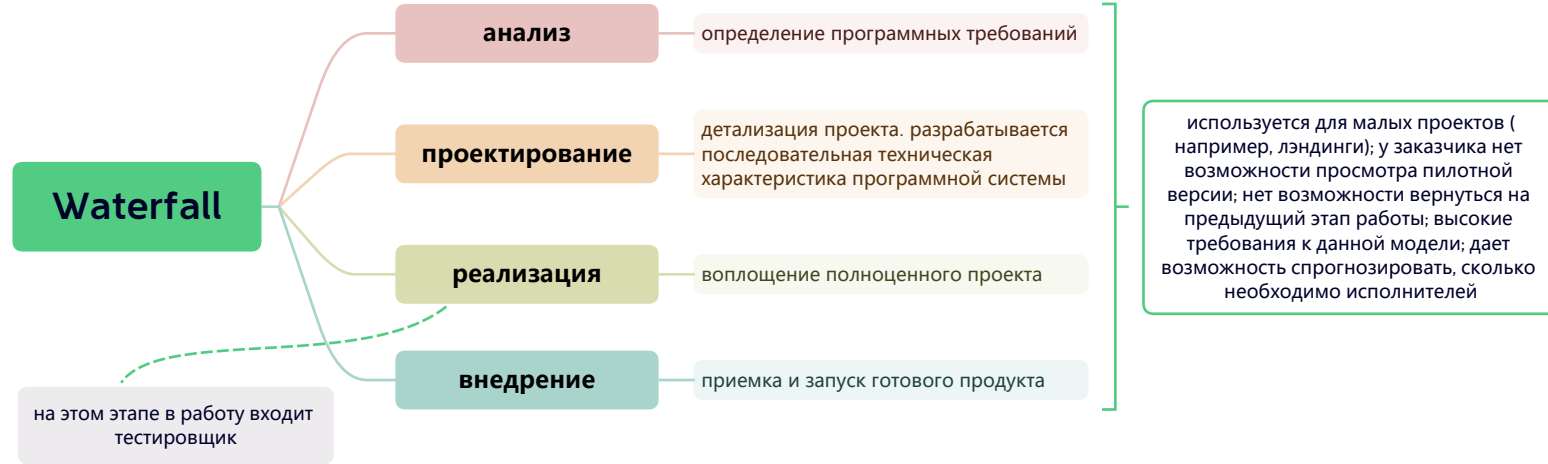 Waterfall
анализ
определение программных требований
проектирование
детализация проекта. разрабатывается
последовательная техническая
характеристика программной системы
реализация
воплощение полноценного проекта
внедрение
приемка и запуск готового продукта
на этом этапе в работу входит
тестировщик
используется для малых проектов (
например, лэндинги); у заказчика нет
возможности просмотра пилотной
версии; нет возможности вернуться на
предыдущий этап работы; высокие
требования к данной модели; дает
возможность спрогнозировать, сколько
необходимо исполнителей